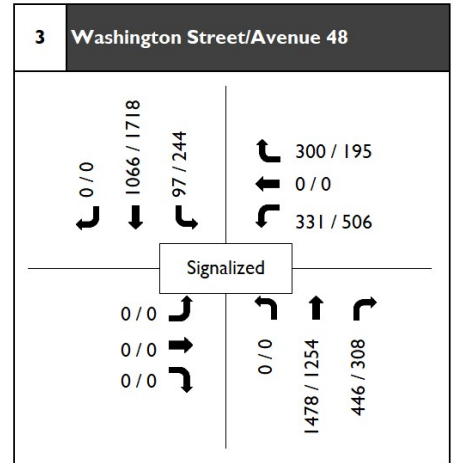 3 Washington Street/Avenue 48
0 / 0
1066 / 1718
97 / 244
300 / 195
0 / 0
331 / 506
Signalized
0 / 0
0 / 0
0 / 0
0 / 0
1478 / 1254
446 / 308